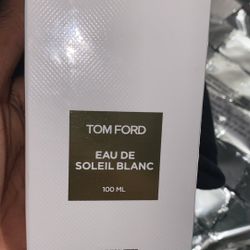 TOM FORD
EAU DE
SOLEIL BLANC
100 ML